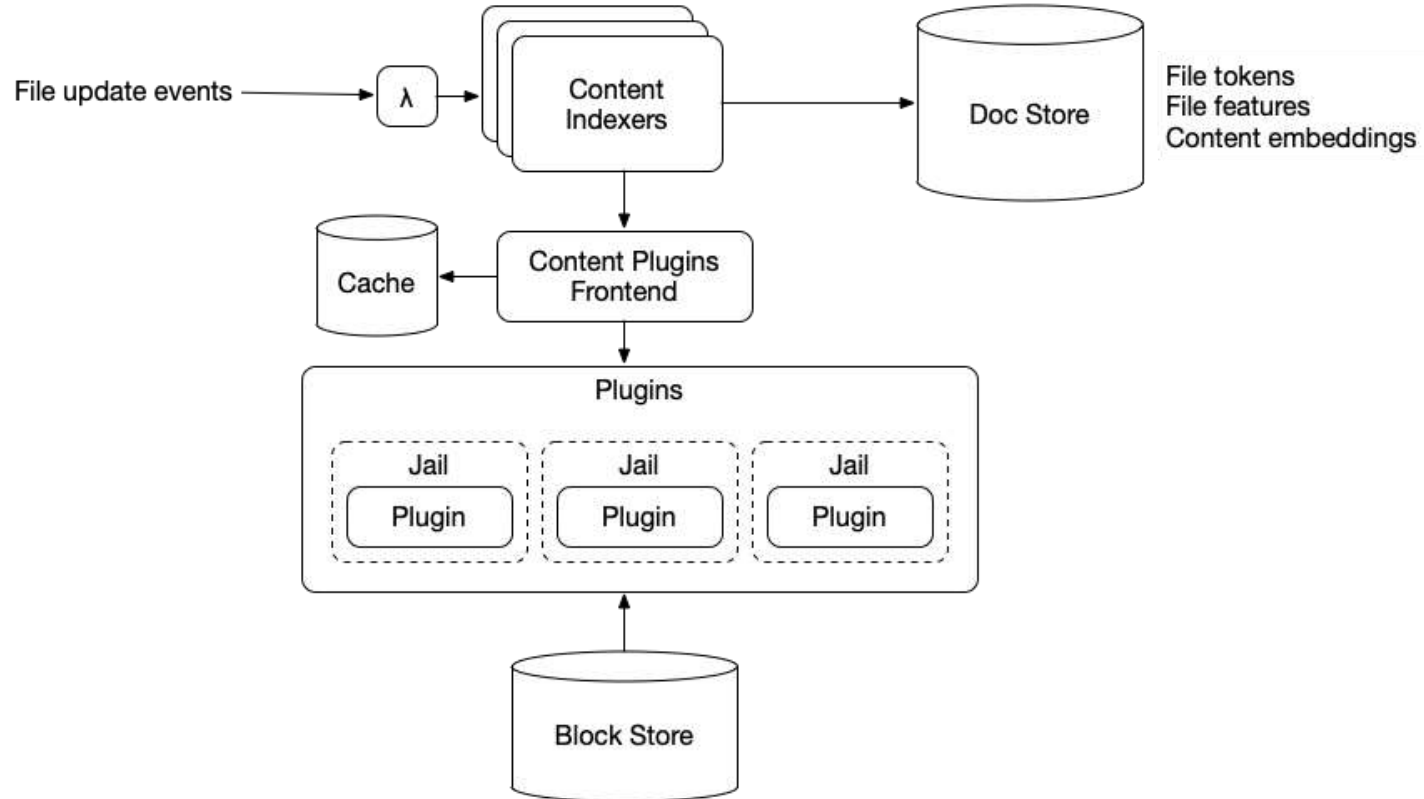 File update events
λ
Content
Indexers
Doc Store
File tokens
File features
Content embeddings
Cache
Content Plugins
Frontend
Plugins
Jail
Jail
Jail
Plugin
Plugin
Plugin
Block Store